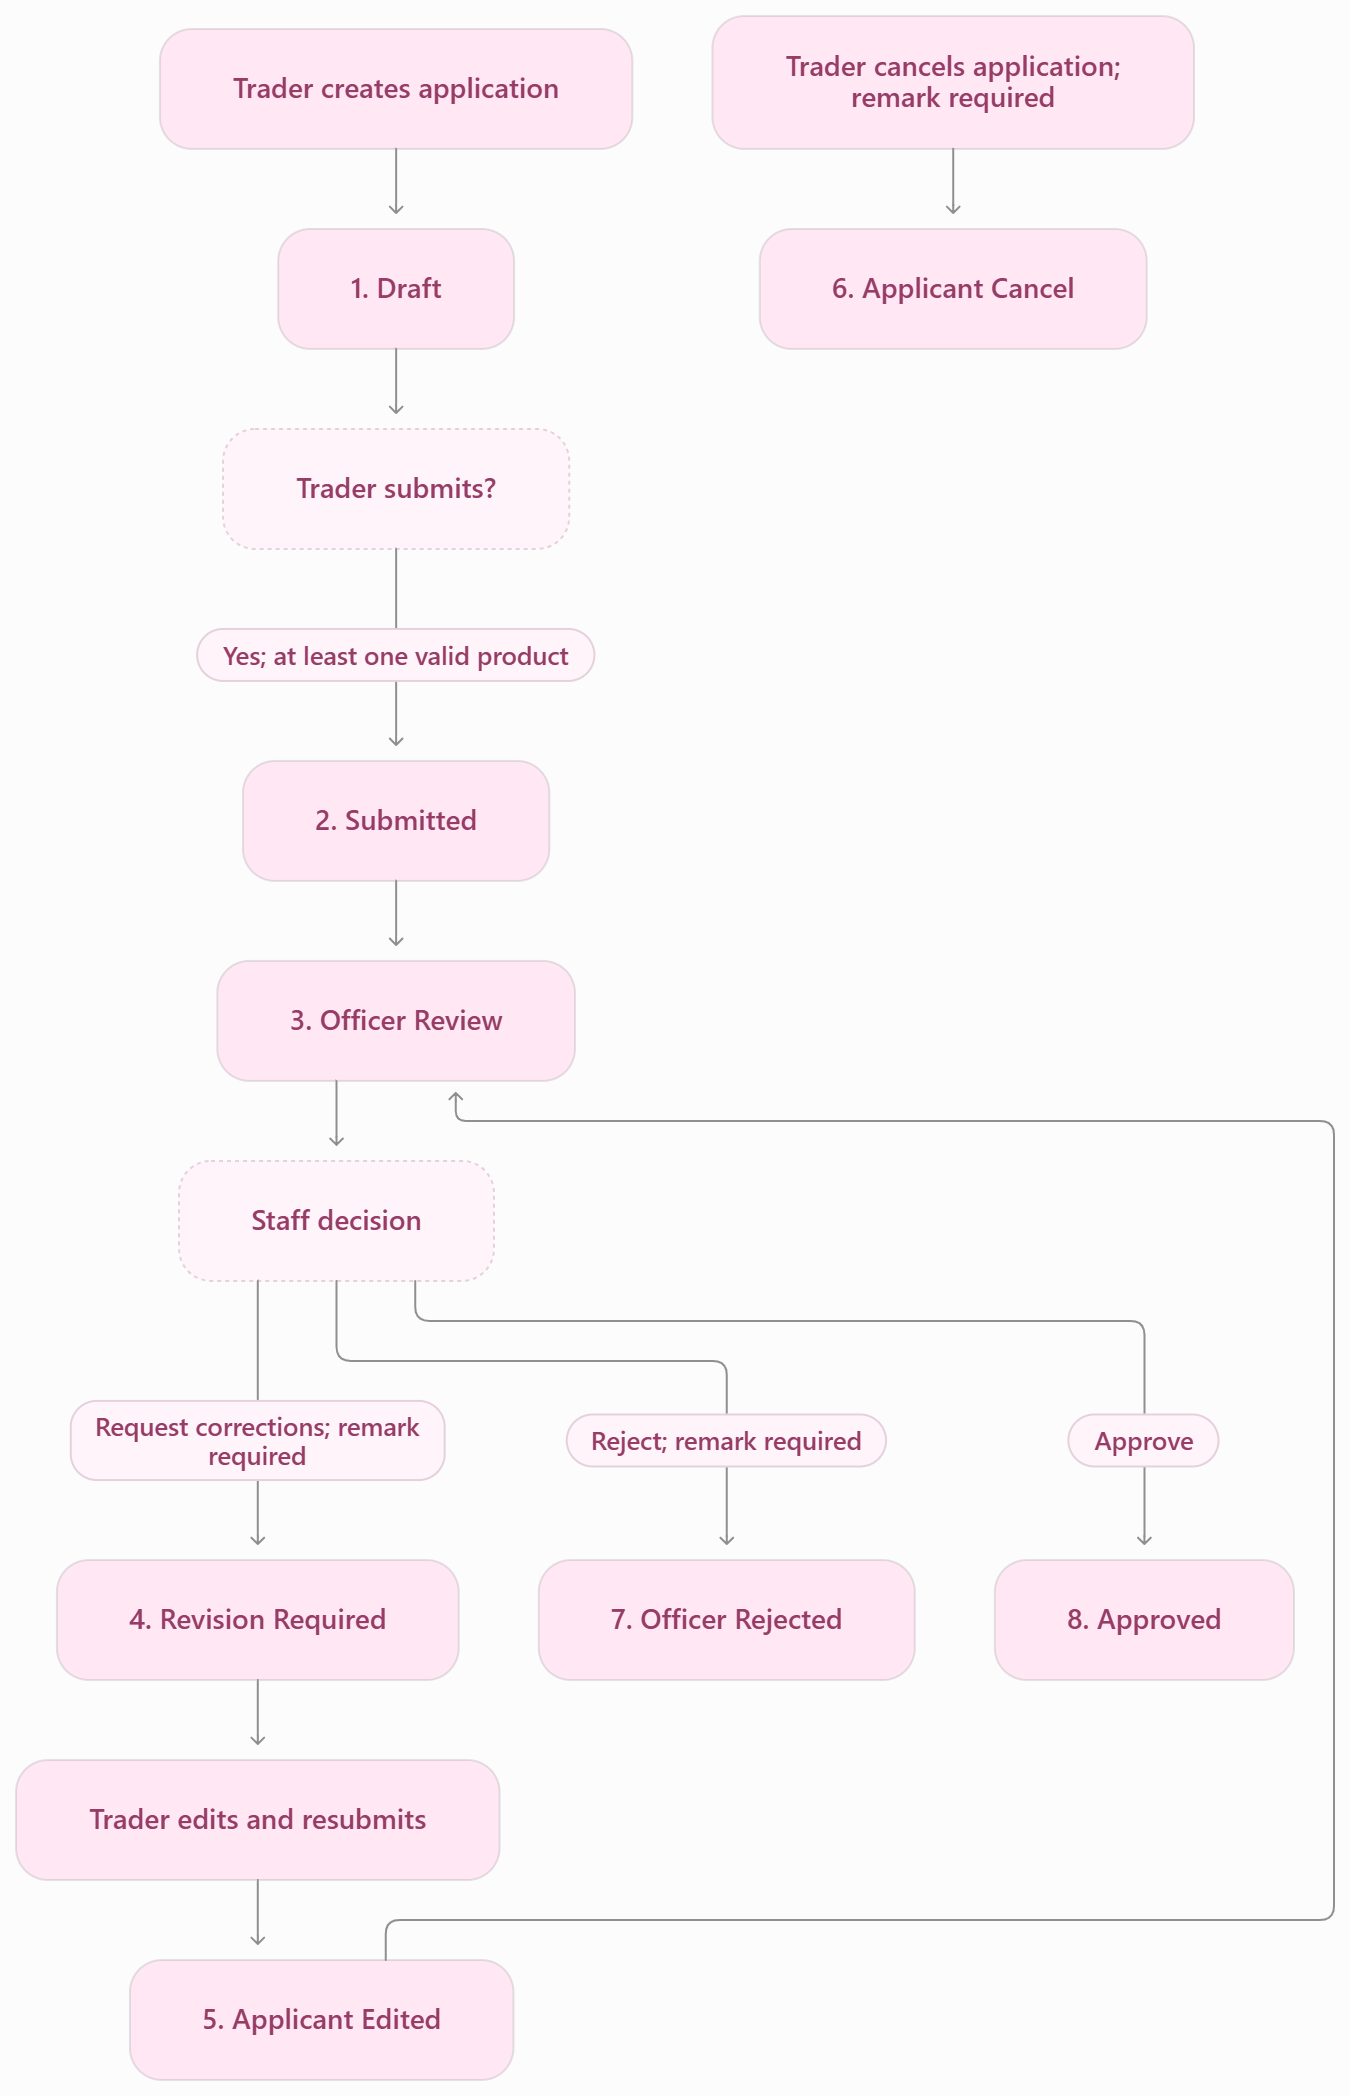 Trader creates application
Trader cancels application;
remark required
1. Draft
6. Applicant Cancel
Trader submits?
Yes; at least one valid product
2. Submitted
3. Officer Review
Staff decision
Request corrections; remark
required
Reject; remark required
Approve
4. Revision Required
7. Officer Rejected
8. Approved
Trader edits and resubmits
5. Applicant Edited